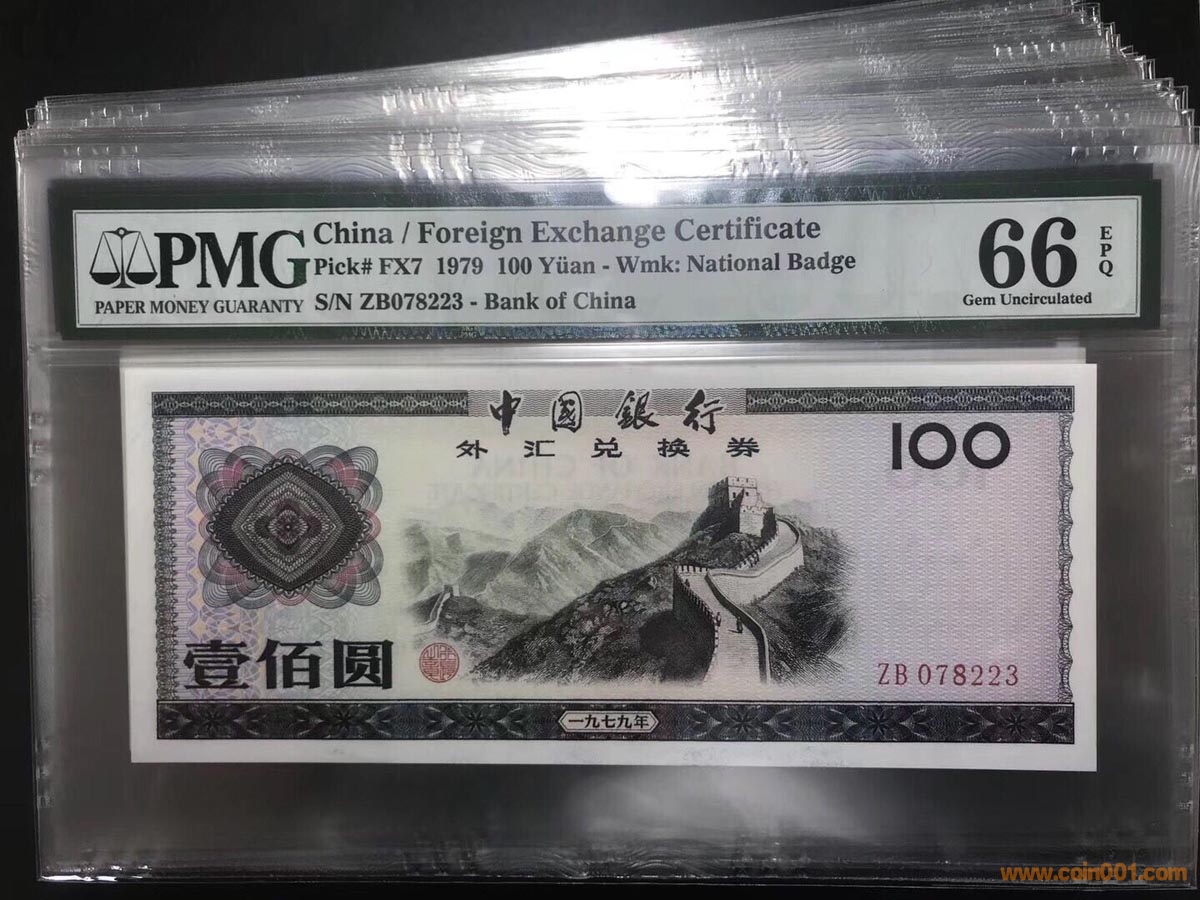 PMG
PAPER MONEY GUARANTY
China / Foreign Exchange Certificate
Pick# FX7 1979 100 Yüan - Wmk: National Badge
S/N ZB078223 - Bank of China
66
EPQ
Gem Uncirculated
中國銀行
外汇兑换券
100
壹佰圆
ZB 078223
一九七九年
www.coin001.com